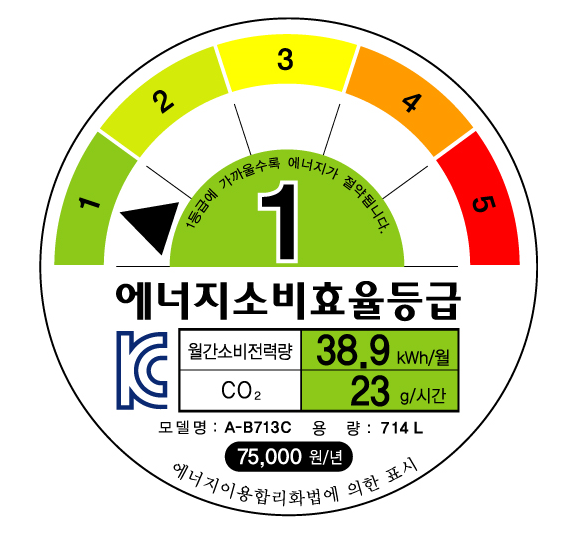 1
2
3
4
5
1등급에 가까울수록 에너지가 절약됩니다.
1
에너지소비효율등급
KC
월간소비전력량 38.9 kWh/월
CO₂ 23 g/시간
모델명 : A-B713C 용 량 : 714 L
75,000 원/년
에너지이용합리화법에 의한 표시